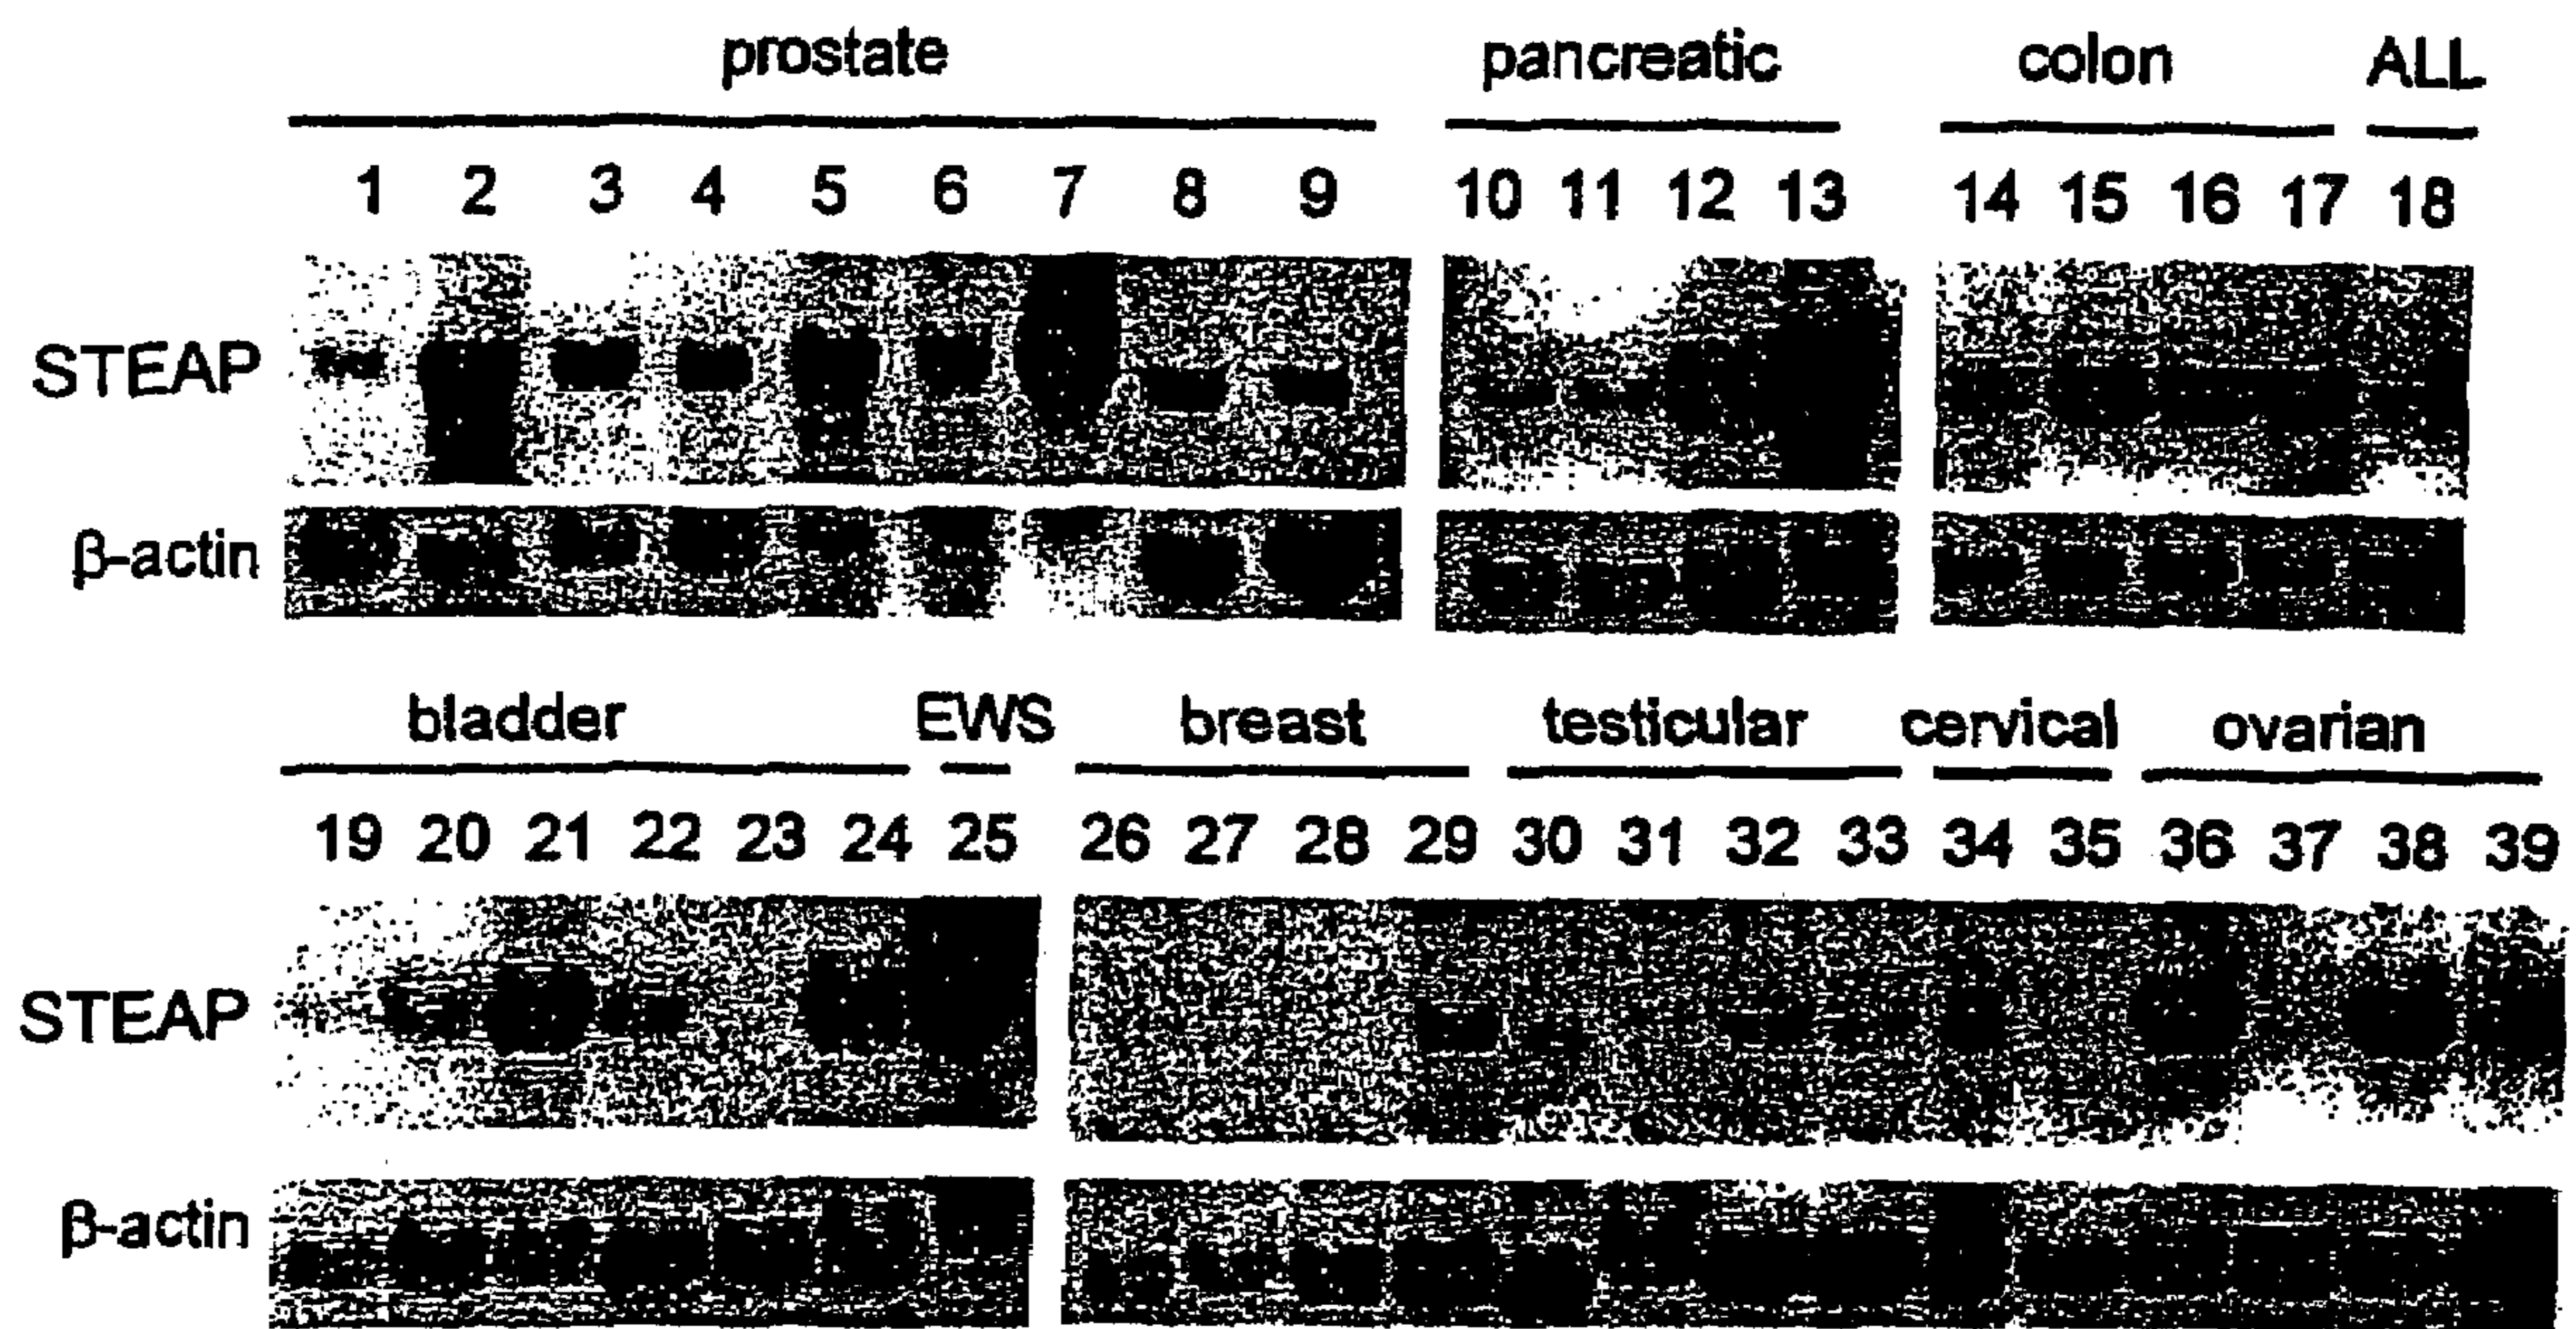 prostate pancreatic colon ALL
1 2 3 4 5 6 7 8 9 10 11 12 13 14 15 16 17 18
STEAP
β-actin
bladder EWS breast testicular cervical ovarian
19 20 21 22 23 24 25 26 27 28 29 30 31 32 33 34 35 36 37 38 39
STEAP
β-actin